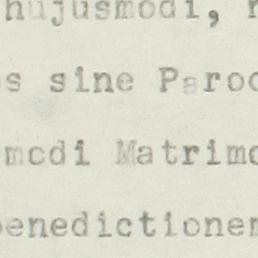 hujusmodi, r
s sine Paroc
modi Matrimo
benedictionem